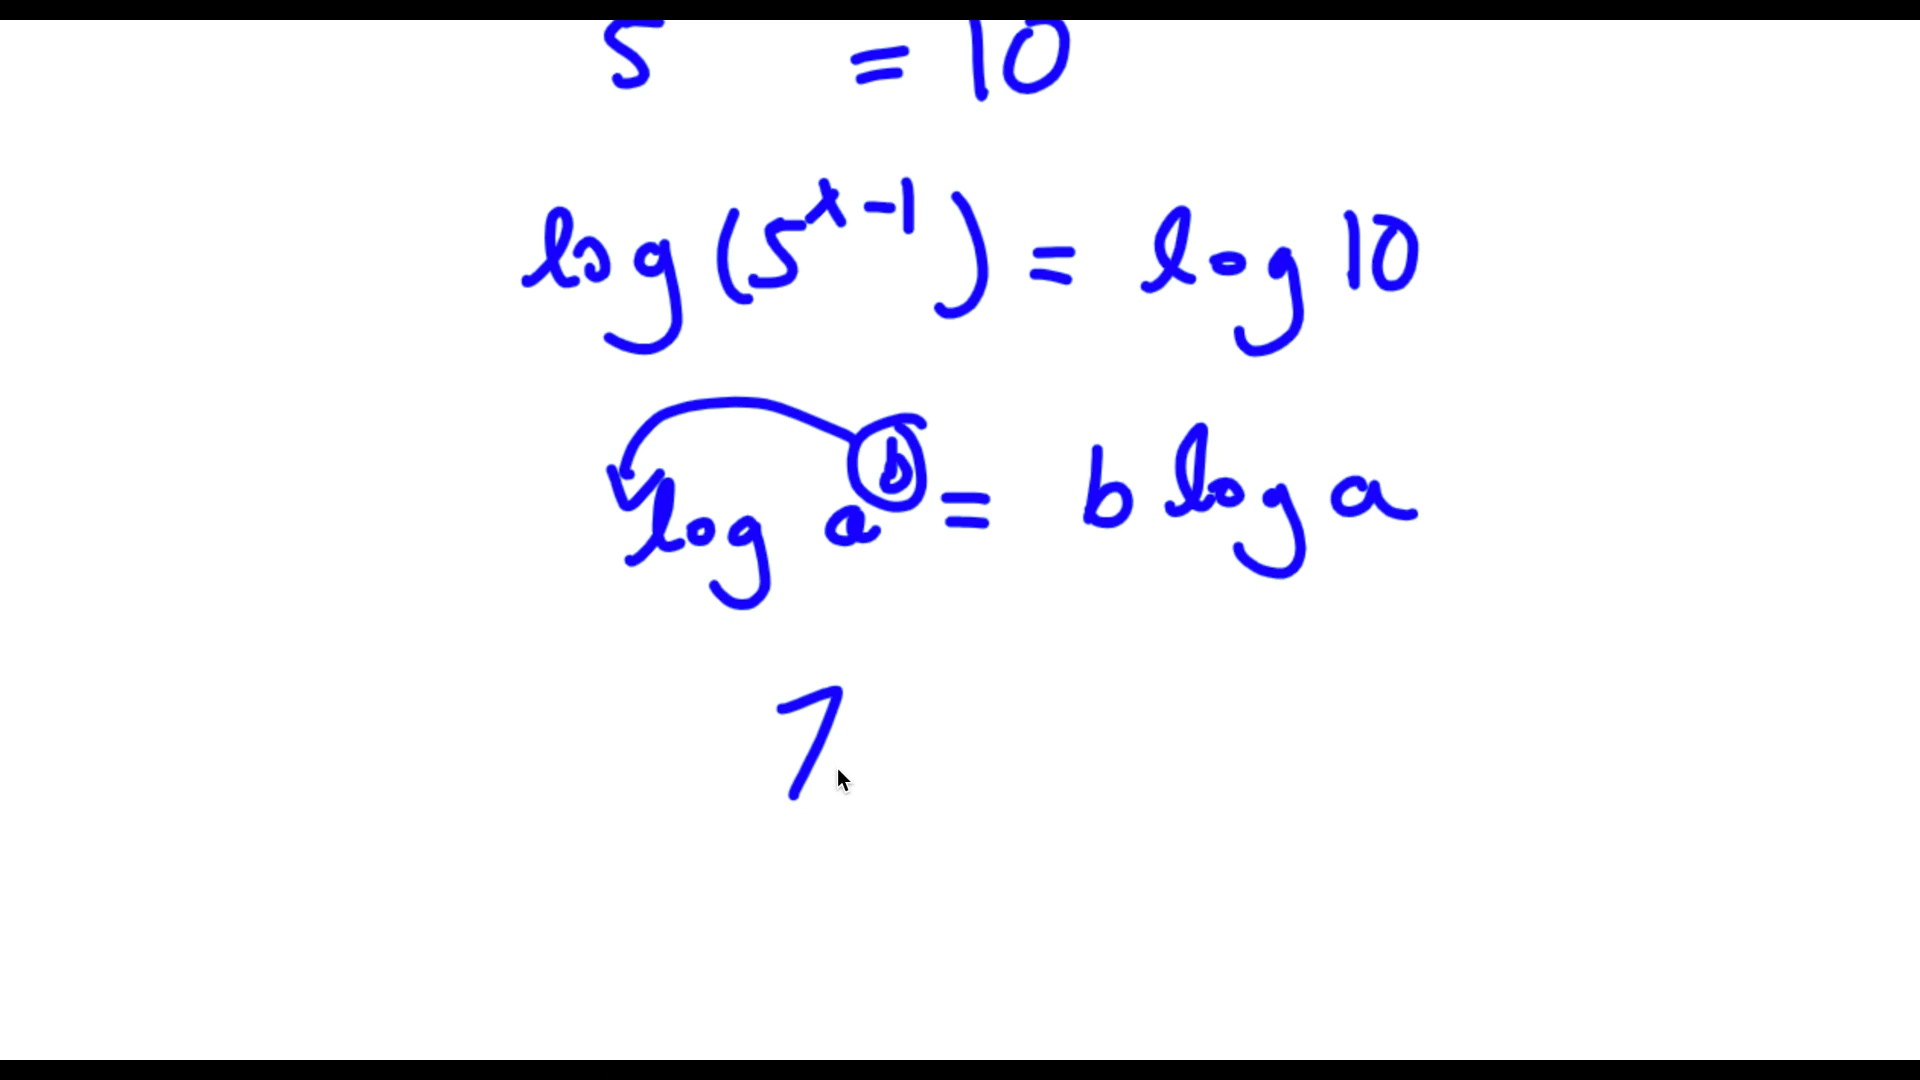 5 = 10
log (5^x-1) = log 10
log a^b = b log a
7